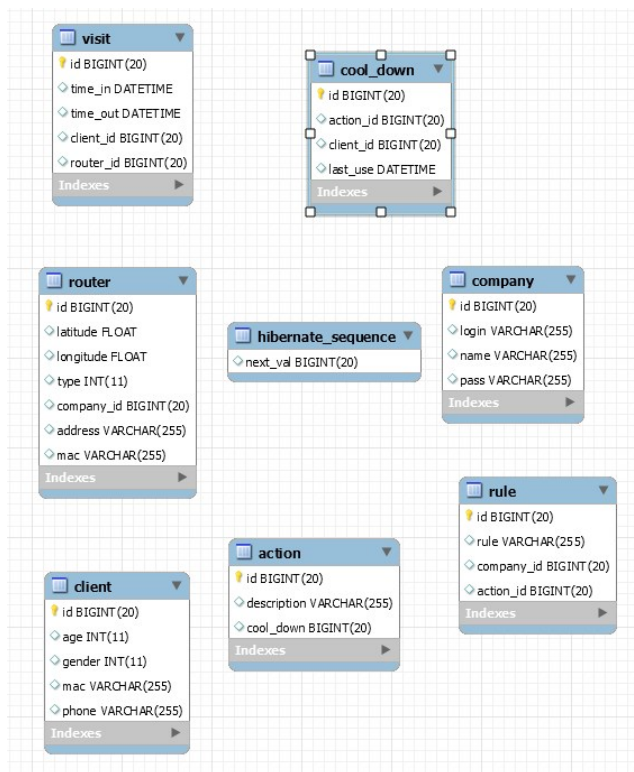 visit
id BIGINT(20)
time_in DATETIME
time_out DATETIME
client_id BIGINT(20)
router_id BIGINT(20)
Indexes
cool_down
id BIGINT(20)
action_id BIGINT(20)
client_id BIGINT(20)
last_use DATETIME
Indexes
router
id BIGINT(20)
latitude FLOAT
longitude FLOAT
type INT(11)
company_id BIGINT(20)
address VARCHAR(255)
mac VARCHAR(255)
Indexes
hibernate_sequence
next_val BIGINT(20)
company
id BIGINT(20)
login VARCHAR(255)
name VARCHAR(255)
pass VARCHAR(255)
Indexes
rule
id BIGINT(20)
rule VARCHAR(255)
company_id BIGINT(20)
action_id BIGINT(20)
Indexes
action
id BIGINT(20)
description VARCHAR(255)
cool_down BIGINT(20)
Indexes
client
id BIGINT(20)
age INT(11)
gender INT(11)
mac VARCHAR(255)
phone VARCHAR(255)
Indexes